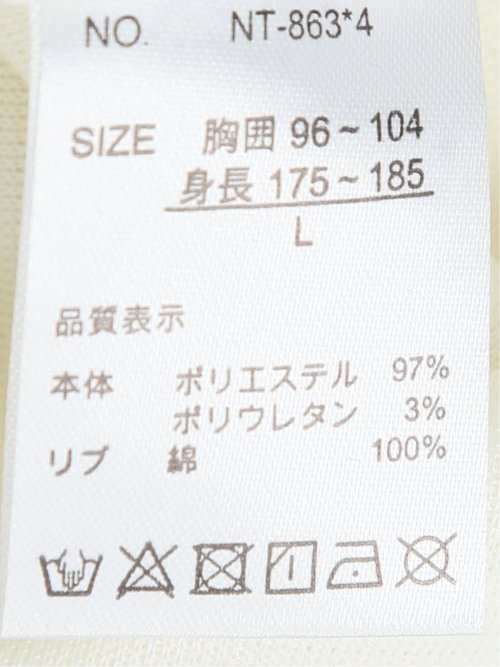 NO. NT-863*4
SIZE 胸囲 96~104
身長 175~185
L
品質表示
本体 ポリエステル 97%
ポリウレタン 3%
リブ 綿 100%